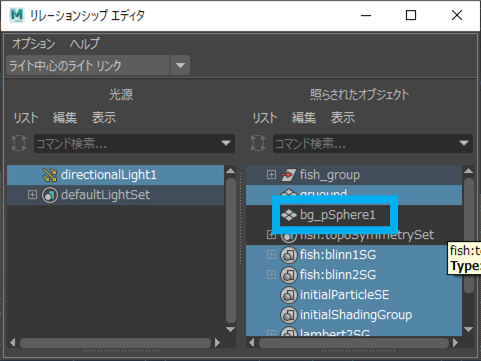 リレーションシップ エディタ
オプション ヘルプ
ライト中心のライト リンク
光源
リスト 編集 表示
コマンド検索...
directionalLight1
defaultLightSet
照らされたオブジェクト
リスト 編集 表示
コマンド検索...
fish_group
gruound
bg_pSphere1
fish:topoSymmetrySet
fish:blinn1SG
fish:blinn2SG
initialParticleSE
initialShadingGroup
lambert2SG
fish:to
Type: